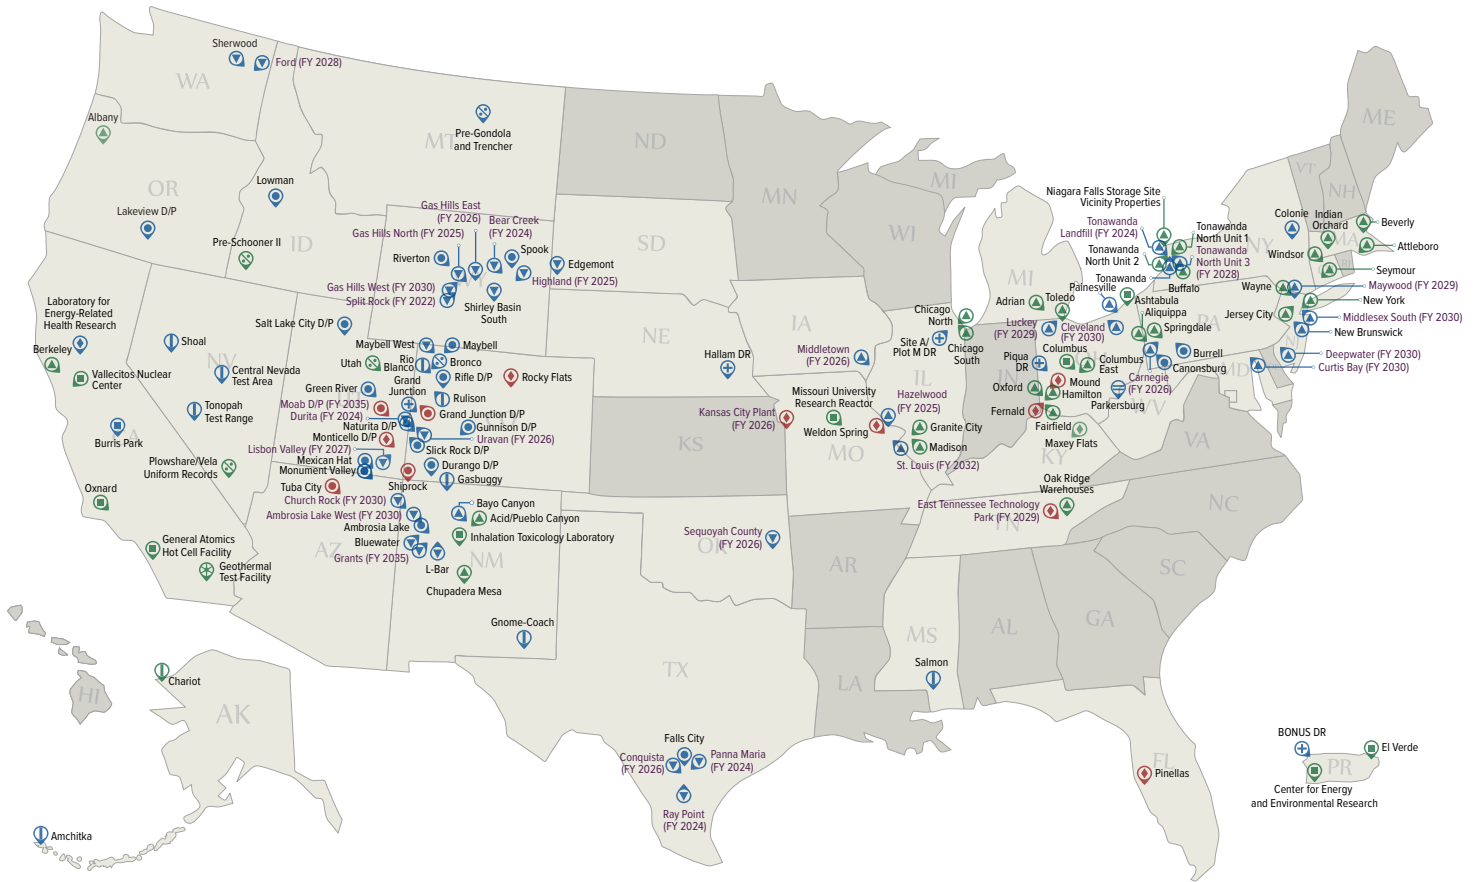 Sherwood
Ford (FY 2028)
WA
Albany
Pre-Gondola
and Trencher
MT
ND
MN
ME
VT
NH
OR
Lowman
Lakeview D/P
Pre-Schooner II
ID
Gas Hills East
(FY 2026)
Bear Creek
(FY 2024)
Gas Hills North (FY 2025)
Spook
Riverton
Edgemont
Highland (FY 2025)
Gas Hills West (FY 2030)
Split Rock (FY 2022)
Shirley Basin
South
SD
WI
MI
MI
Niagara Falls Storage Site
Vicinity Properties
Tonawanda
Landfill (FY 2024)
Tonawanda
North Unit 1
Tonawanda
North Unit 2
Tonawanda
North Unit 3
(FY 2028)
Tonawanda
Buffalo
NY
Colonie
Indian
Orchard
Beverly
MA
Attleboro
Windsor
RI
Seymour
Wayne
Maywood (FY 2029)
New York
Jersey City
Middlesex South (FY 2030)
New Brunswick
NJ
Deepwater (FY 2030)
Curtis Bay (FY 2030)
MD
PA
Painesville
Ashtabula
Aliquippa
Springdale
Adrian
Toledo
Luckey
(FY 2029)
Cleveland
(FY 2030)
Burrell
Canonsburg
Carnegie
(FY 2026)
Parkersburg
WV
VA
Columbus
Columbus
East
Piqua
DR
Oxford
Mound
Hamilton
Fernald
Fairfield
Maxey Flats
KY
IN
Chicago
North
Chicago
South
Site A/
Plot M DR
IL
Middletown
(FY 2026)
IA
NE
Hallam DR
Laboratory for
Energy-Related
Health Research
Berkeley
Vallecitos Nuclear
Center
Burris Park
Shoal
NV
Central Nevada
Test Area
Tonopah
Test Range
Plowshare/Vela
Uniform Records
Oxnard
General Atomics
Hot Cell Facility
Geothermal
Test Facility
Salt Lake City D/P
Maybell West
Maybell
Utah
Rio
Blanco
Bronco
Green River
Grand
Junction
Rifle D/P
Rocky Flats
Moab D/P (FY 2035)
Rulison
Durita (FY 2024)
Grand Junction D/P
Naturita D/P
Gunnison D/P
Monticello D/P
Uravan (FY 2026)
Lisbon Valley (FY 2027)
Slick Rock D/P
Mexican Hat
Monument Valley
Durango D/P
Gasbuggy
Tuba City
Shiprock
Church Rock (FY 2030)
Bayo Canyon
Ambrosia Lake West (FY 2030)
Acid/Pueblo Canyon
Ambrosia Lake
Inhalation Toxicology Laboratory
Bluewater
Grants (FY 2035)
L-Bar
AZ
NM
Chupadera Mesa
Gnome-Coach
KS
Kansas City Plant
(FY 2026)
Missouri University
Research Reactor
Hazelwood
(FY 2025)
Weldon Spring
Granite City
Madison
MO
St. Louis (FY 2032)
Oak Ridge
Warehouses
East Tennessee Technology
Park (FY 2029)
TN
NC
SC
GA
AL
MS
Salmon
LA
AR
Sequoyah County
(FY 2026)
OK
TX
Falls City
Conquista
(FY 2026)
Panna Maria
(FY 2024)
Ray Point
(FY 2024)
HI
Chariot
AK
Amchitka
FL
Pinellas
BONUS DR
El Verde
PR
Center for Energy
and Environmental Research